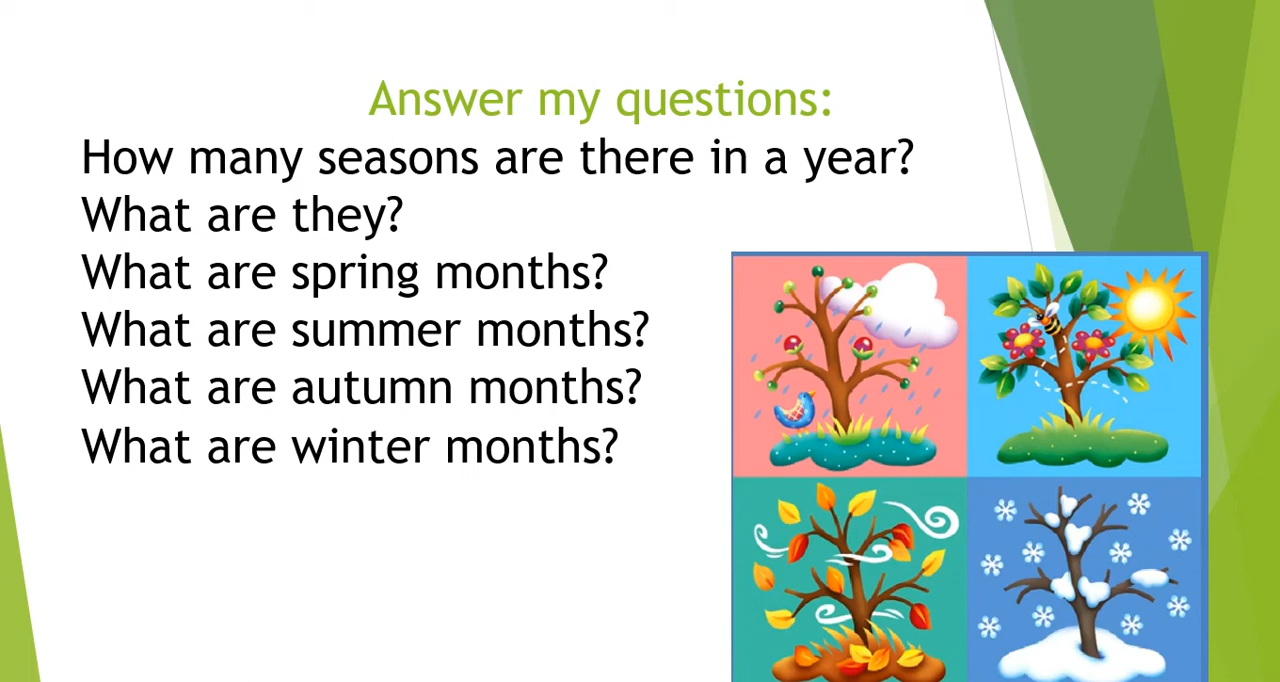 Answer my questions:
How many seasons are there in a year?
What are they?
What are spring months?
What are summer months?
What are autumn months?
What are winter months?